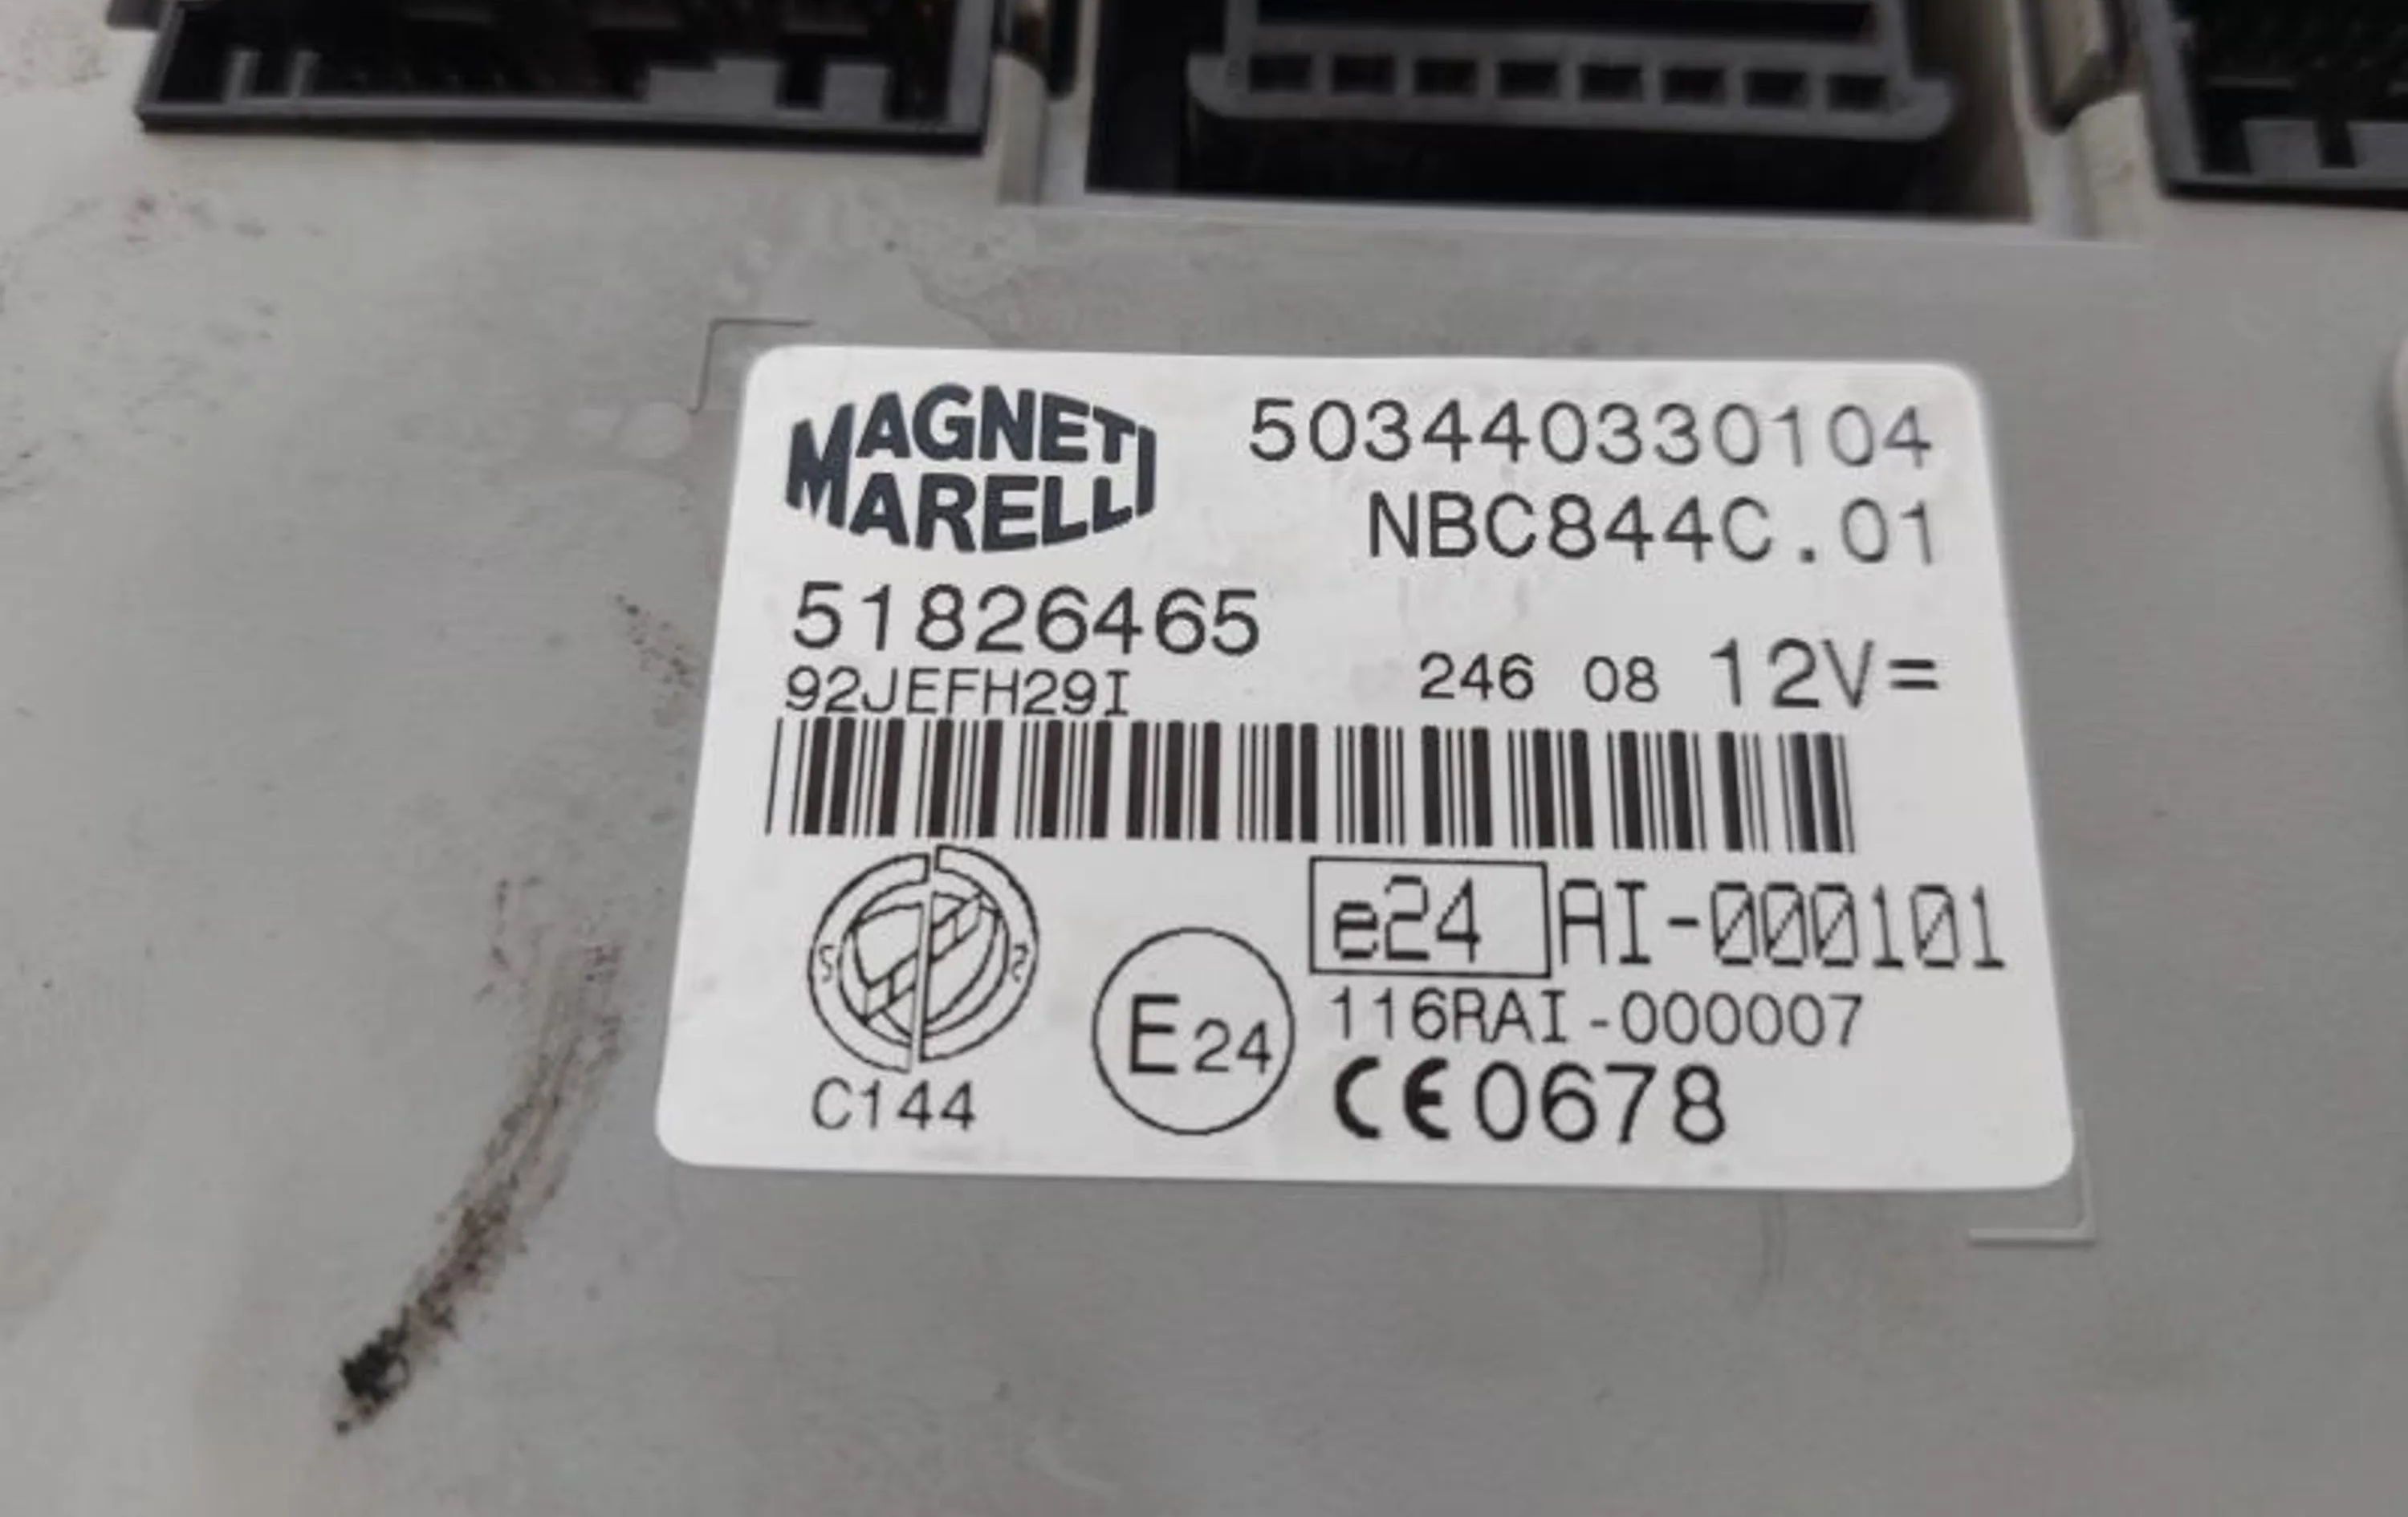 MAGNETI
MARELLI
503440330104
NBC844C.01
51826465
92JEFH29I
246 08 12V=
e24 AI-000101
E24
116RAI-000007
CE0678
C144